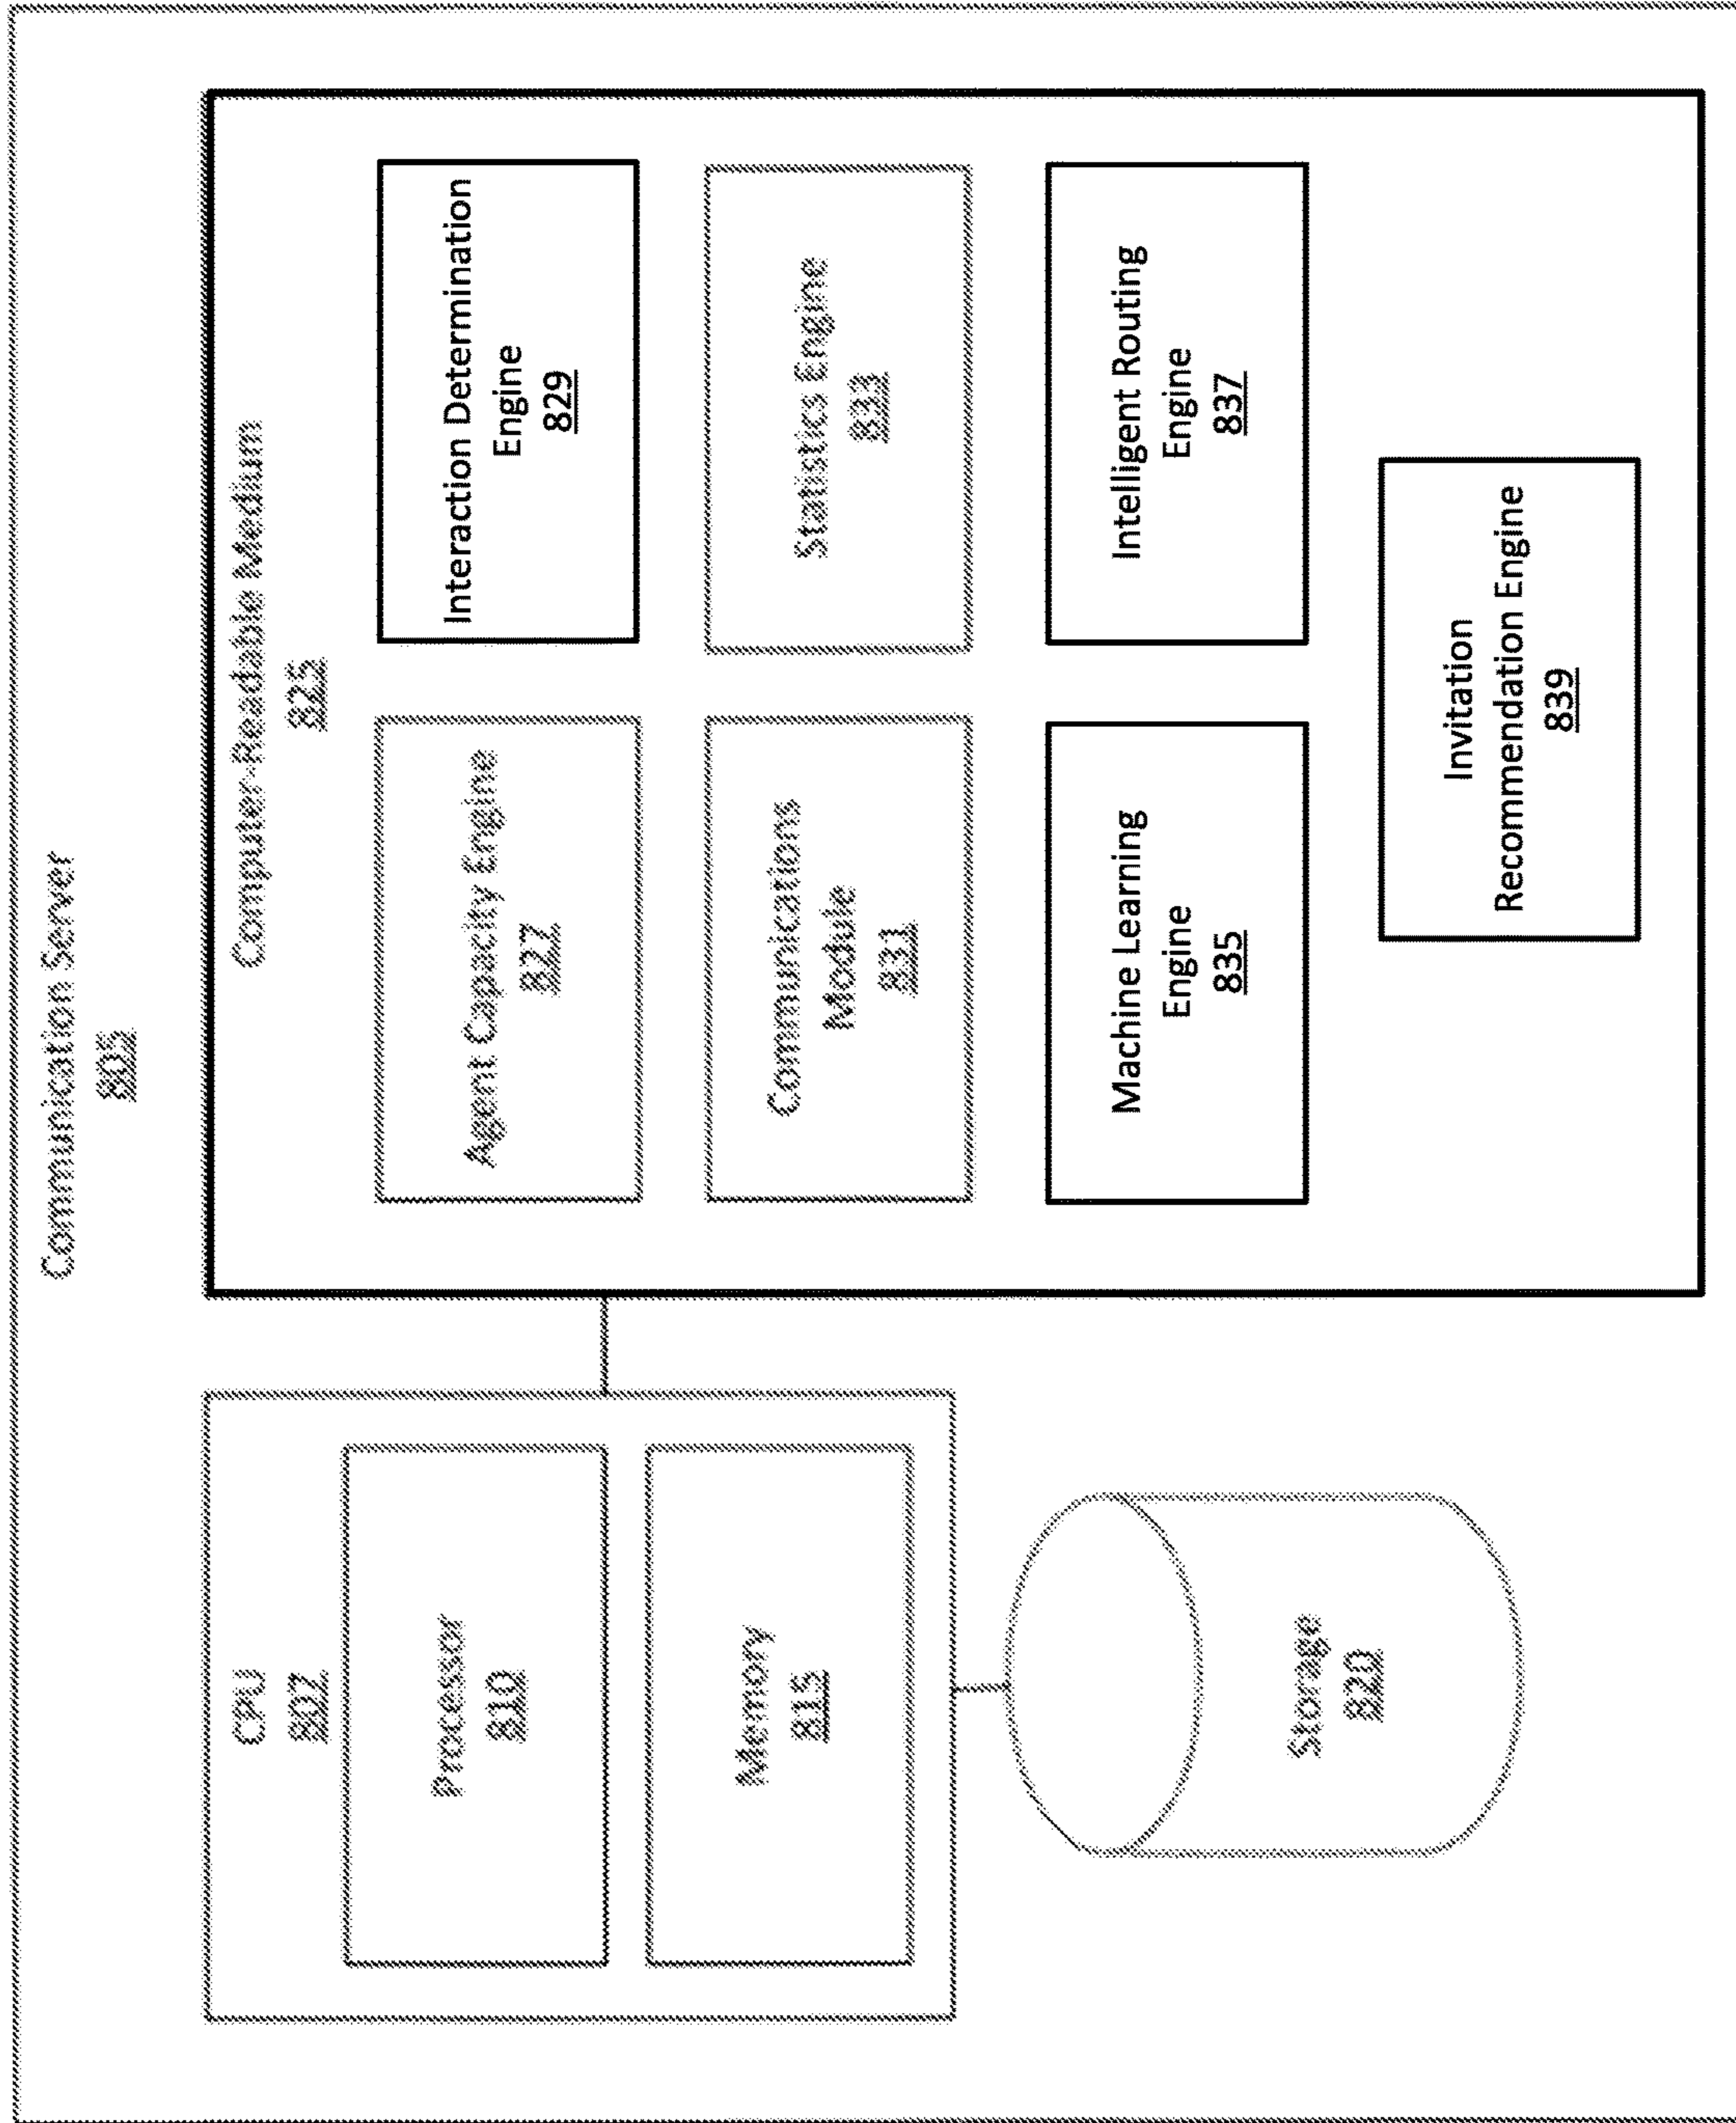 Communication Server
805
CPU
807
Processor
810
Memory
815
Storage
820
Computer-Readable Medium
825
Agent Capacity Engine
827
Interaction Determination
Engine
829
Communications
Module
831
Statistics Engine
833
Machine Learning
Engine
835
Intelligent Routing
Engine
837
Invitation
Recommendation Engine
839